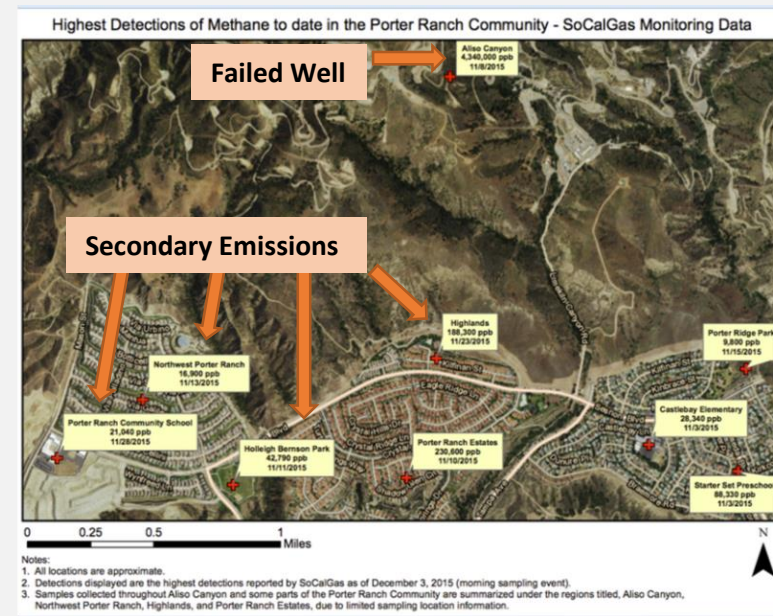 Highest Detections of Methane to date in the Porter Ranch Community - SoCalGas Monitoring Data
Failed Well
Aliso Canyon
4,340,000 ppb
11/8/2015
Secondary Emissions
Highlands
188,300 ppb
11/23/2015
Porter Ridge Park
9,800 ppb
11/15/2015
Northwest Porter Ranch
16,900 ppb
11/13/2015
Porter Ranch Community School
21,040 ppb
11/28/2015
Holleigh Bernson Park
42,790 ppb
11/11/2015
Porter Ranch Estates
230,600 ppb
11/10/2015
Castlebay Elementary
28,340 ppb
11/3/2015
Starter Set Preschool
88,330 ppb
11/3/2015
Eagle Ridge Ln
0 0.25 0.5 1
Miles
N
Notes:
1. All locations are approximate.
2. Detections displayed are the highest detections reported by SoCalGas as of December 3, 2015 (morning sampling event).
3. Samples collected throughout Aliso Canyon and some parts of the Porter Ranch Community are summarized under the regions titled, Aliso Canyon,
Northwest Porter Ranch, Highlands, and Porter Ranch Estates, due to limited sampling location information.